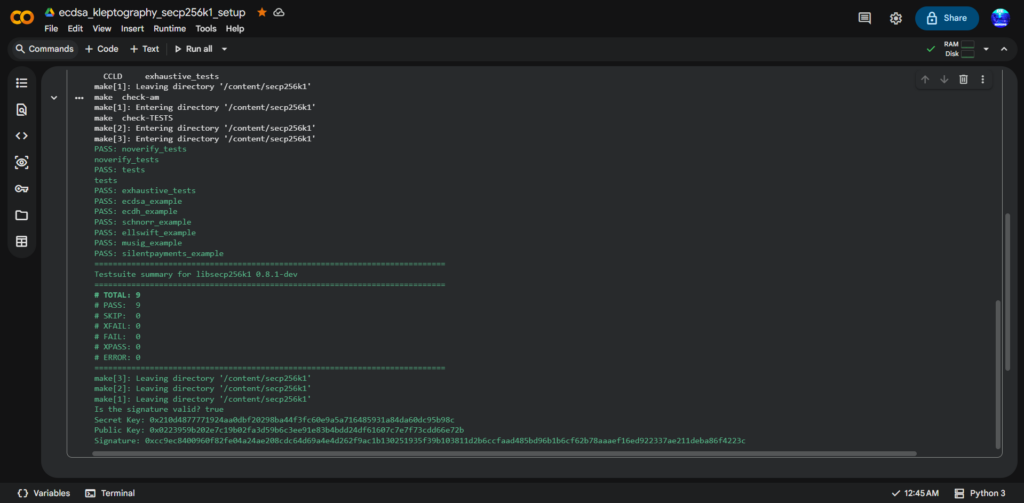 ecdsa_kleptography_secp256k1_setup
File Edit View Insert Runtime Tools Help
Share
Commands + Code + Text Run all
RAM
Disk
CCLD exhaustive_tests
make[1]: Leaving directory '/content/secp256k1'
make check-am
make[1]: Entering directory '/content/secp256k1'
make check-TESTS
make[2]: Entering directory '/content/secp256k1'
make[3]: Entering directory '/content/secp256k1'
PASS: noverify_tests
noverify_tests
PASS: tests
tests
PASS: exhaustive_tests
PASS: ecdsa_example
PASS: ecdh_example
PASS: schnorr_example
PASS: ellswift_example
PASS: musig_example
PASS: silentpayments_example
============================================================================
Testsuite summary for libsecp256k1 0.8.1-dev
============================================================================
# TOTAL: 9
# PASS: 9
# SKIP: 0
# XFAIL: 0
# FAIL: 0
# XPASS: 0
# ERROR: 0
============================================================================
make[3]: Leaving directory '/content/secp256k1'
make[2]: Leaving directory '/content/secp256k1'
make[1]: Leaving directory '/content/secp256k1'
Is the signature valid? true
Secret Key: 0x210d4877771924aa0dbf20298ba44f3fc60e9a5a716485931a84da60dc95b98c
Public Key: 0x0223959b202e7c19b02fa3d59b6c3ee91e83b4bdd24df61607c7e7f73cdd66e72b
Signature: 0xcc9ec8400960f82fe04a24ae208cdc64d69a4e4d262f9ac1b130251935f39b103811d2b6ccfaad485bd96b1b6cf62b78aaaef16ed922337ae211deba86f4223c
Variables Terminal
12:45 AM Python 3